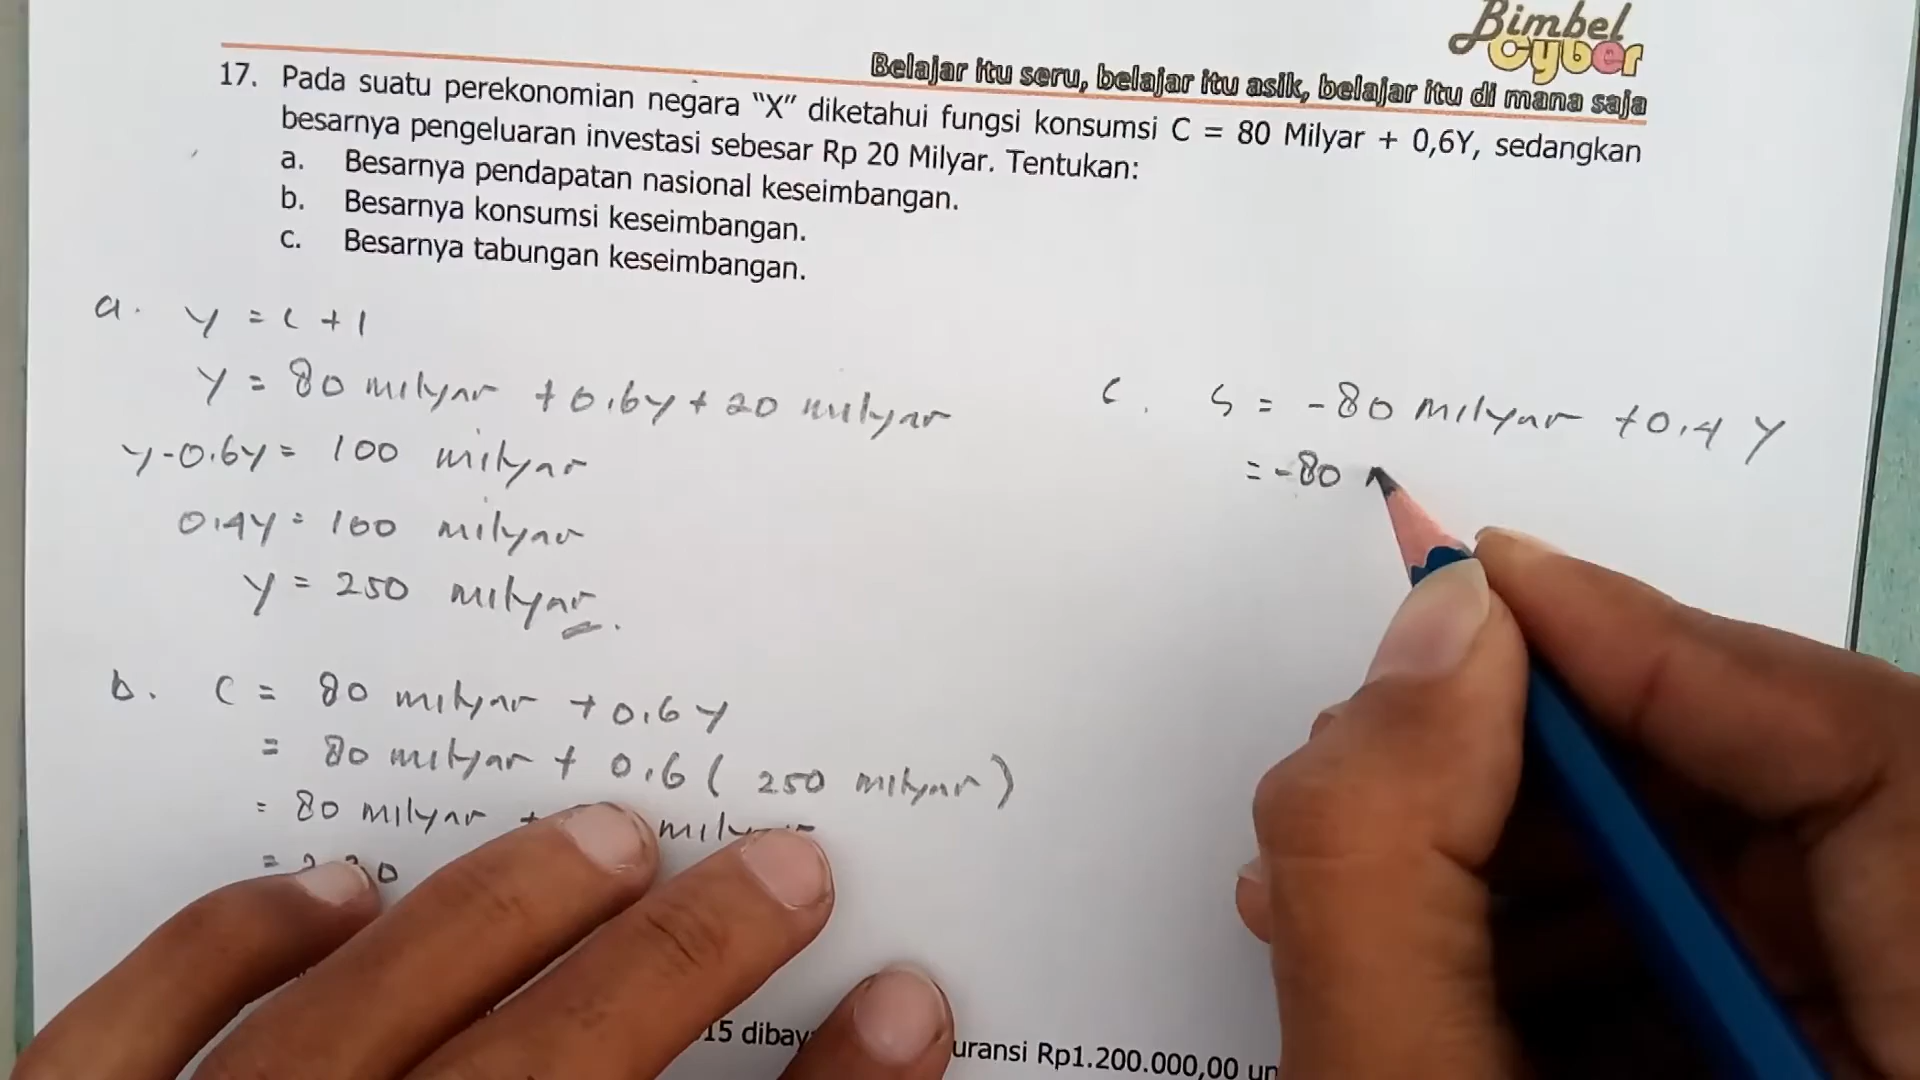 Bimbel
Cyber
Belajar itu seru, belajar itu asik, belajar itu di mana saja
17. Pada suatu perekonomian negara "X" diketahui fungsi konsumsi C = 80 Milyar + 0,6Y, sedangkan
besarnya pengeluaran investasi sebesar Rp 20 Milyar. Tentukan:
a. Besarnya pendapatan nasional keseimbangan.
b. Besarnya konsumsi keseimbangan.
c. Besarnya tabungan keseimbangan.
a. Y = C + I
Y = 80 milyar + 0.6Y + 20 milyar
Y-0.6Y = 100 milyar
0.4Y = 100 milyar
Y = 250 milyar.
b. C = 80 milyar + 0.6 Y
= 80 milyar + 0.6 ( 250 milyar )
= 80 milyar +
=
c. S = -80 milyar + 0.4 Y
= -80
15 dibay
uransi Rp1.200.000,00 un